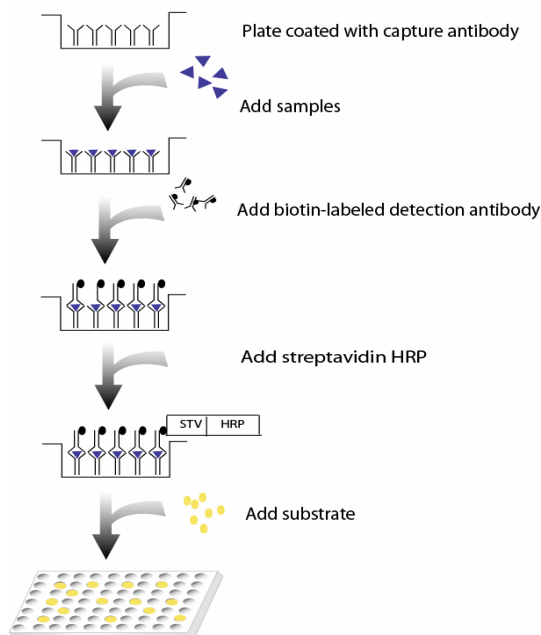 Plate coated with capture antibody
Add samples
Add biotin-labeled detection antibody
Add streptavidin HRP
STV HRP
Add substrate